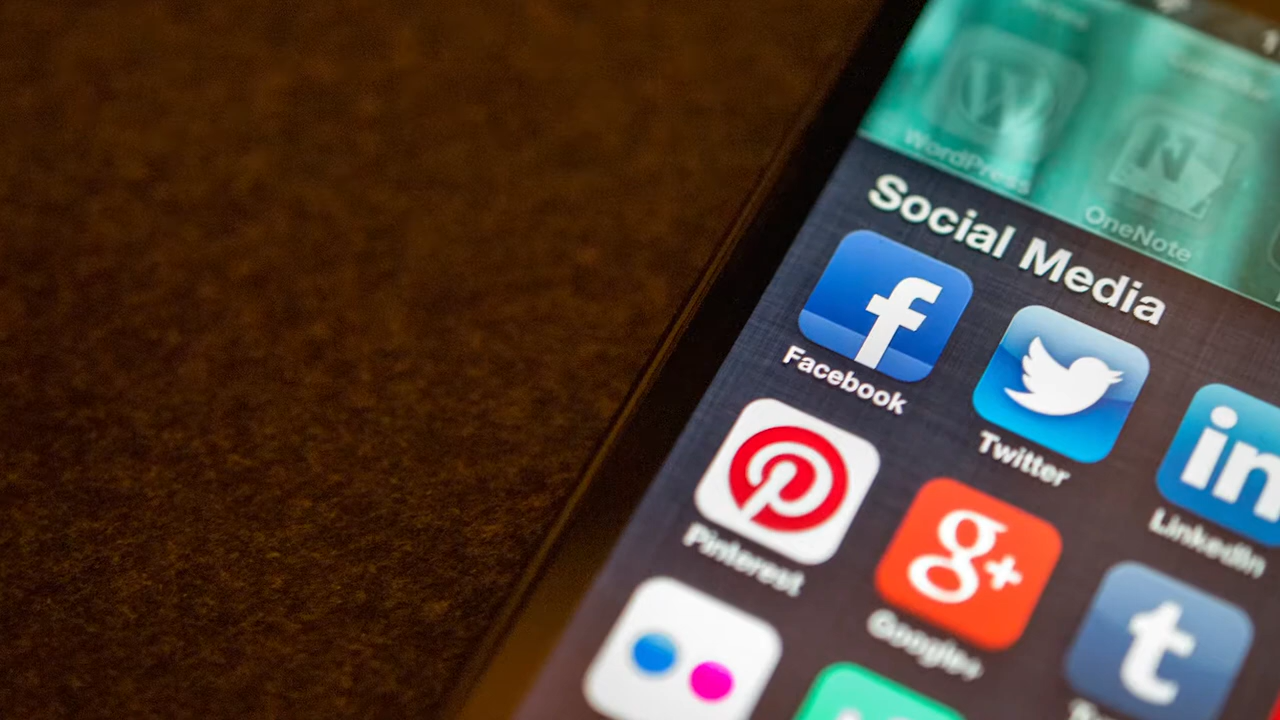 WordPress
OneNote
Social Media
f
Facebook
Twitter
in
LinkedIn
Pinterest
g+
Google+
t